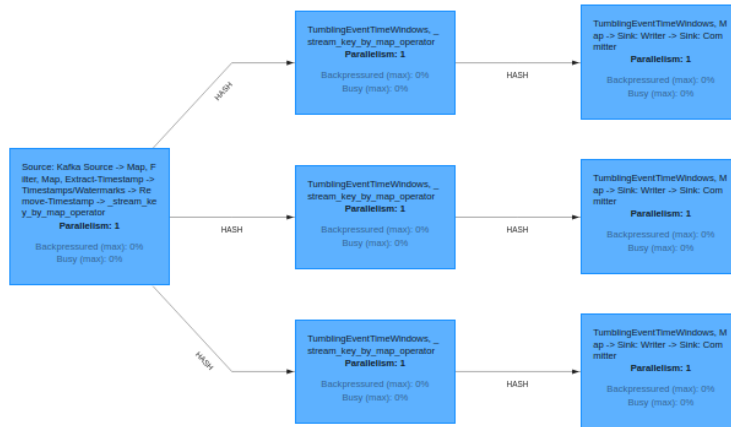 TumblingEventTimeWindows, _
stream_key_by_map_operator
Parallelism: 1
Backpressured (max): 0%
Busy (max): 0%
HASH
TumblingEventTimeWindows, M
ap -> Sink: Writer -> Sink: Com
mitter
Parallelism: 1
Backpressured (max): 0%
Busy (max): 0%
HASH
Source: Kafka Source -> Map, F
ilter, Map, Extract-Timestamp ->
Timestamps/Watermarks -> Re
move-Timestamp -> _stream_ke
y_by_map_operator
Parallelism: 1
Backpressured (max): 0%
Busy (max): 0%
HASH
TumblingEventTimeWindows, _
stream_key_by_map_operator
Parallelism: 1
Backpressured (max): 0%
Busy (max): 0%
HASH
TumblingEventTimeWindows, M
ap -> Sink: Writer -> Sink: Com
mitter
Parallelism: 1
Backpressured (max): 0%
Busy (max): 0%
HASH
TumblingEventTimeWindows, _
stream_key_by_map_operator
Parallelism: 1
Backpressured (max): 0%
Busy (max): 0%
HASH
TumblingEventTimeWindows, M
ap -> Sink: Writer -> Sink: Com
mitter
Parallelism: 1
Backpressured (max): 0%
Busy (max): 0%